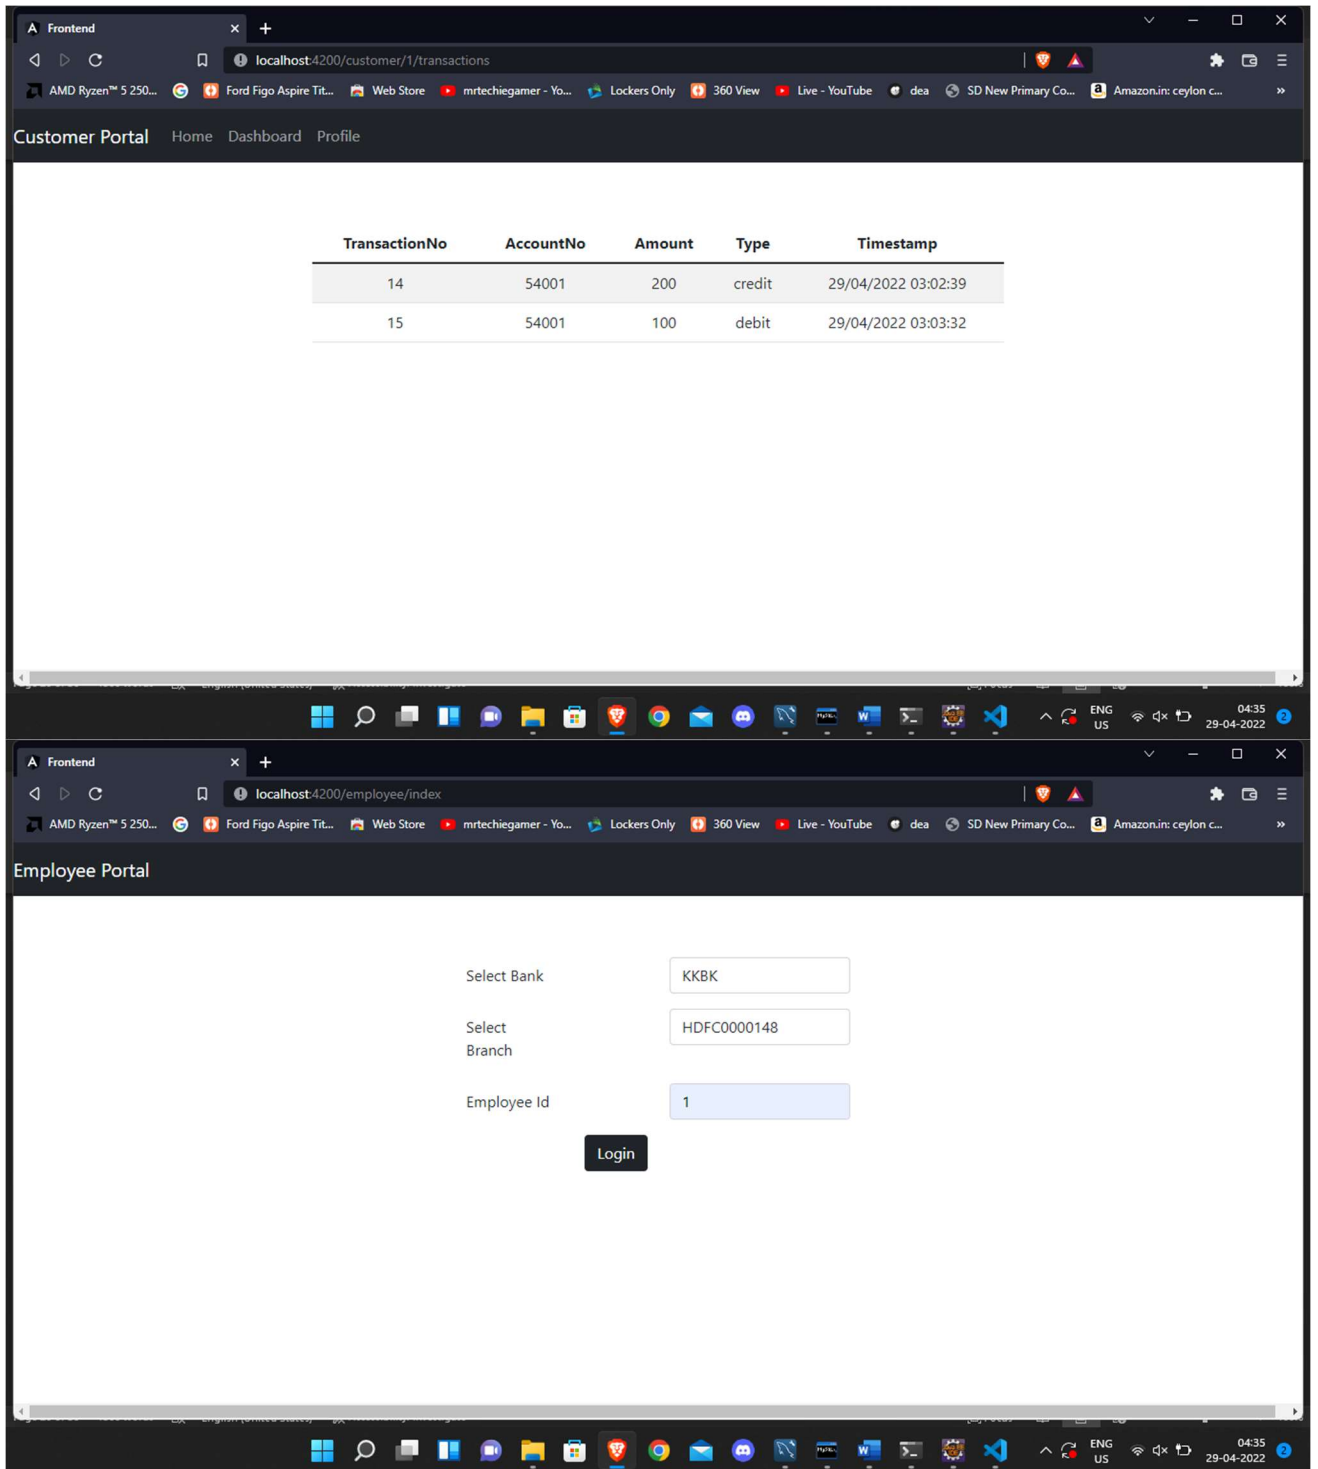 Frontend
localhost:4200/customer/1/transactions
AMD Ryzen™ 5 250... Ford Figo Aspire Tit... Web Store mrtechiegamer - Yo... Lockers Only 360 View Live - YouTube dea SD New Primary Co... Amazon.in: ceylon c... »
Customer Portal Home Dashboard Profile
TransactionNo AccountNo Amount Type Timestamp
14 54001 200 credit 29/04/2022 03:02:39
15 54001 100 debit 29/04/2022 03:03:32
ENG 04:35
US 29-04-2022 2
Frontend
localhost:4200/employee/index
AMD Ryzen™ 5 250... Ford Figo Aspire Tit... Web Store mrtechiegamer - Yo... Lockers Only 360 View Live - YouTube dea SD New Primary Co... Amazon.in: ceylon c... »
Employee Portal
Select Bank KKBK
Select HDFC0000148
Branch
Employee Id 1
Login
ENG 04:35
US 29-04-2022 2